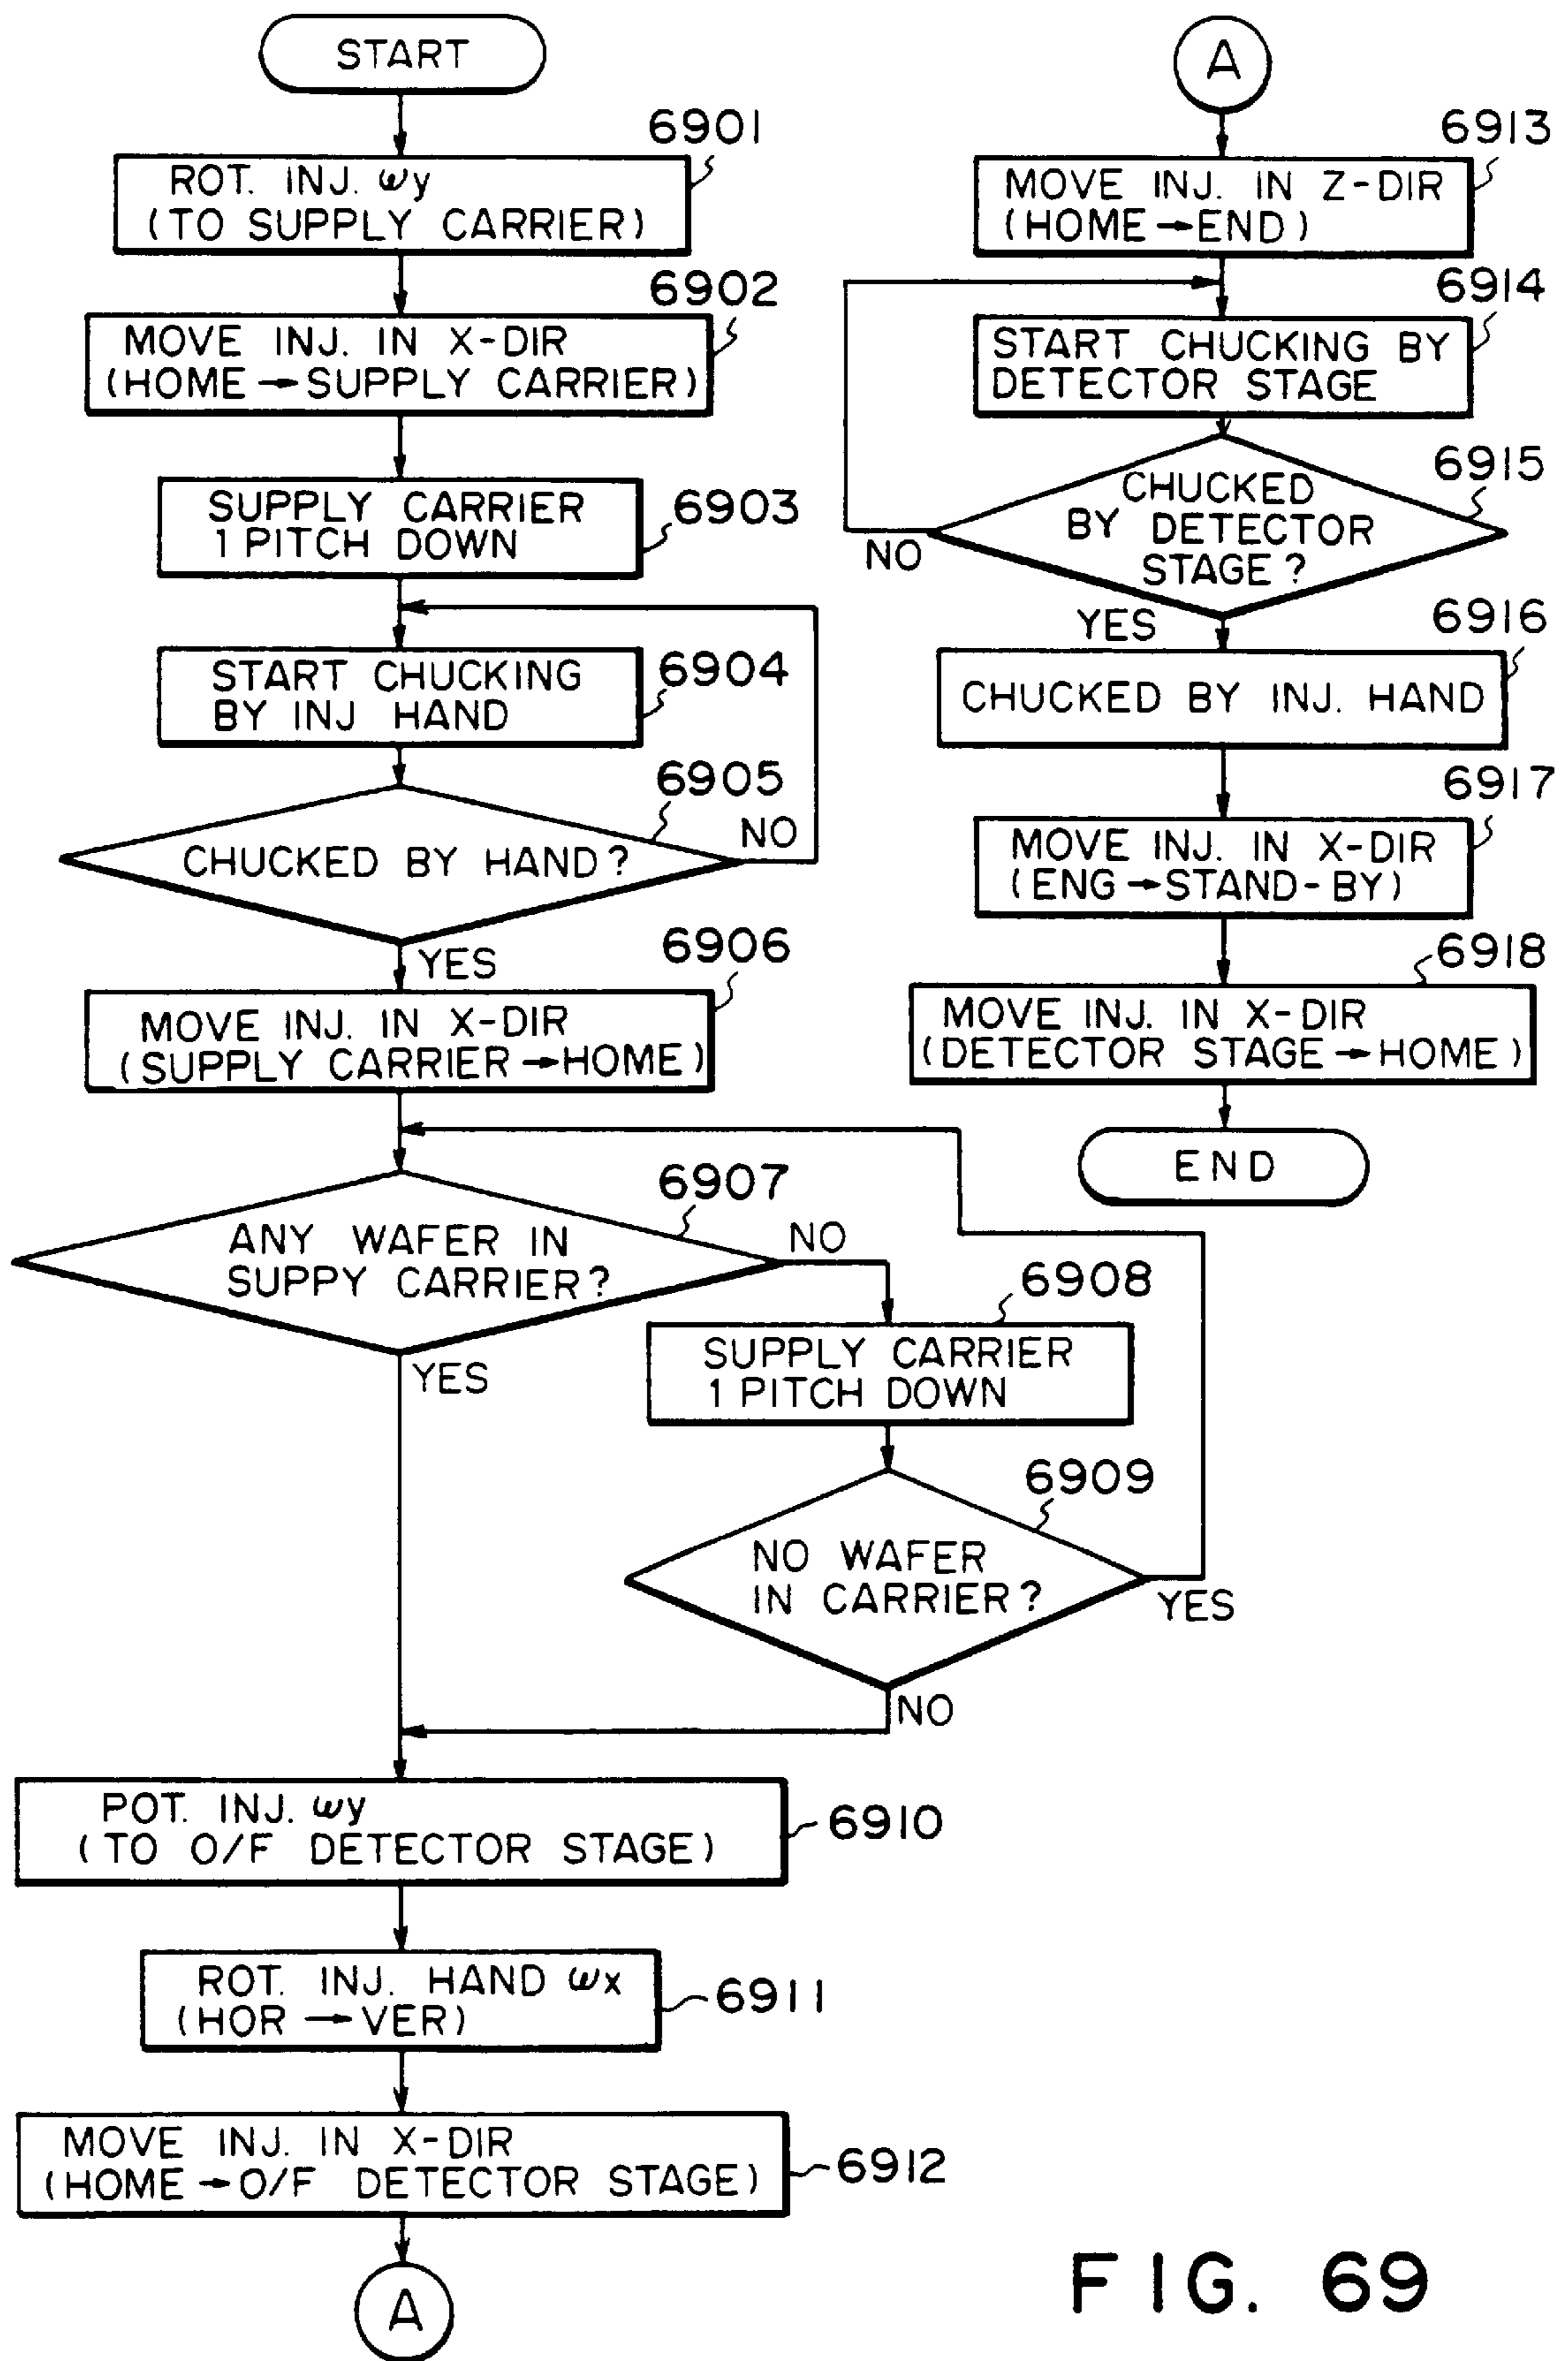 START
6901
ROT. INJ. ωy
(TO SUPPLY CARRIER)
6902
MOVE INJ. IN X-DIR
(HOME→SUPPLY CARRIER)
SUPPLY CARRIER
1 PITCH DOWN
6903
START CHUCKING
BY INJ HAND
6904
6905
CHUCKED BY HAND?
NO
YES
6906
MOVE INJ. IN X-DIR
(SUPPLY CARRIER→HOME)
6907
ANY WAFER IN
SUPPY CARRIER?
NO
YES
6908
SUPPLY CARRIER
1 PITCH DOWN
6909
NO WAFER
IN CARRIER?
YES
NO
POT. INJ. ωy
(TO O/F DETECTOR STAGE)
6910
ROT. INJ. HAND ωx
(HOR→VER)
6911
MOVE INJ. IN X-DIR
(HOME→O/F DETECTOR STAGE)
6912
A
A
6913
MOVE INJ. IN Z-DIR
(HOME→END)
6914
START CHUCKING BY
DETECTOR STAGE
6915
CHUCKED
BY DETECTOR
STAGE?
NO
YES
6916
CHUCKED BY INJ. HAND
6917
MOVE INJ. IN X-DIR
(ENG→STAND-BY)
6918
MOVE INJ. IN X-DIR
(DETECTOR STAGE→HOME)
END
FIG. 69